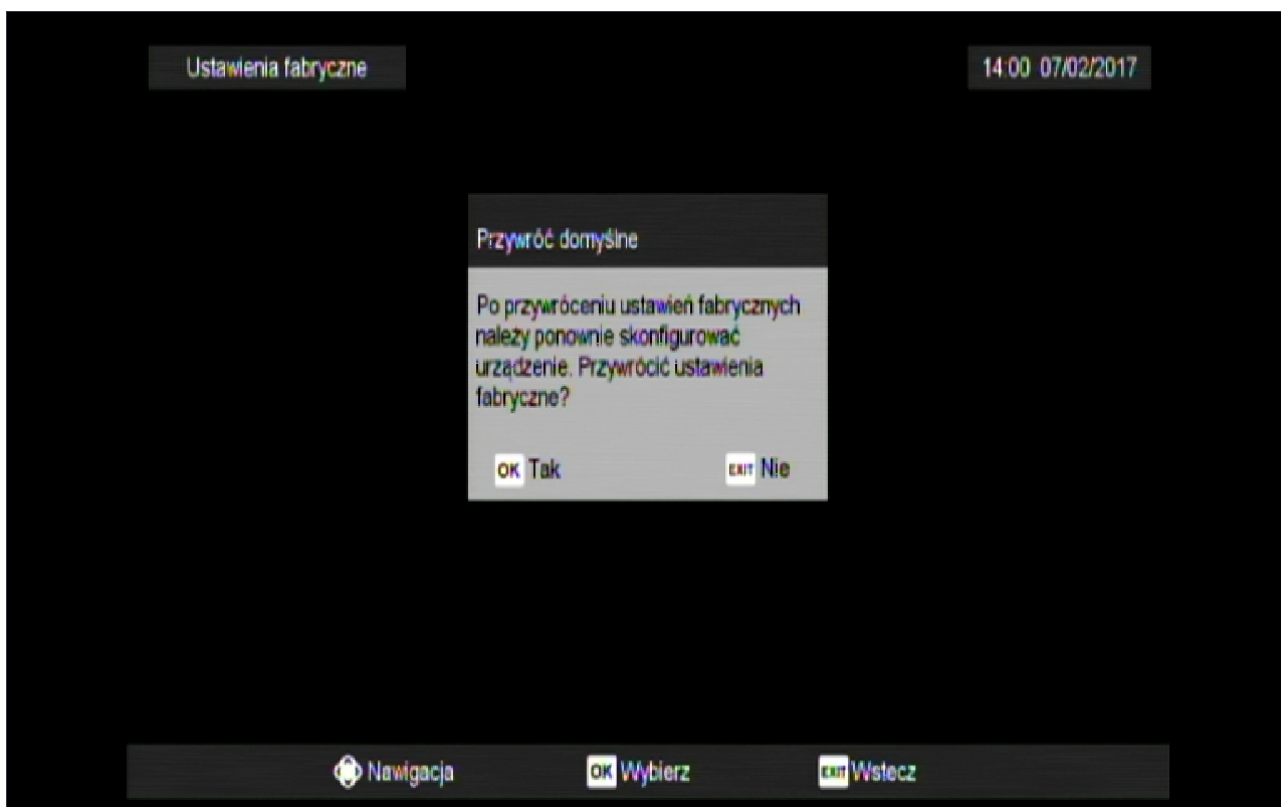 Ustawienia fabryczne
14:00 07/02/2017
Przywróć domyślne
Po przywróceniu ustawień fabrycznych
należy ponownie skonfigurować
urządzenie. Przywrócić ustawienia
fabryczne?
OK Tak
EXIT Nie
Nawigacja
OK Wybierz
EXIT Wstecz